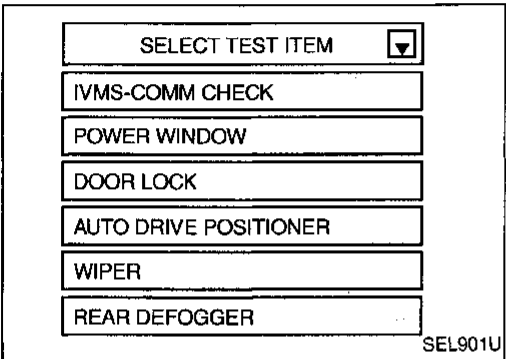 SELECT TEST ITEM
IVMS-COMM CHECK
POWER WINDOW
DOOR LOCK
AUTO DRIVE POSITIONER
WIPER
REAR DEFOGGER
SEL901U